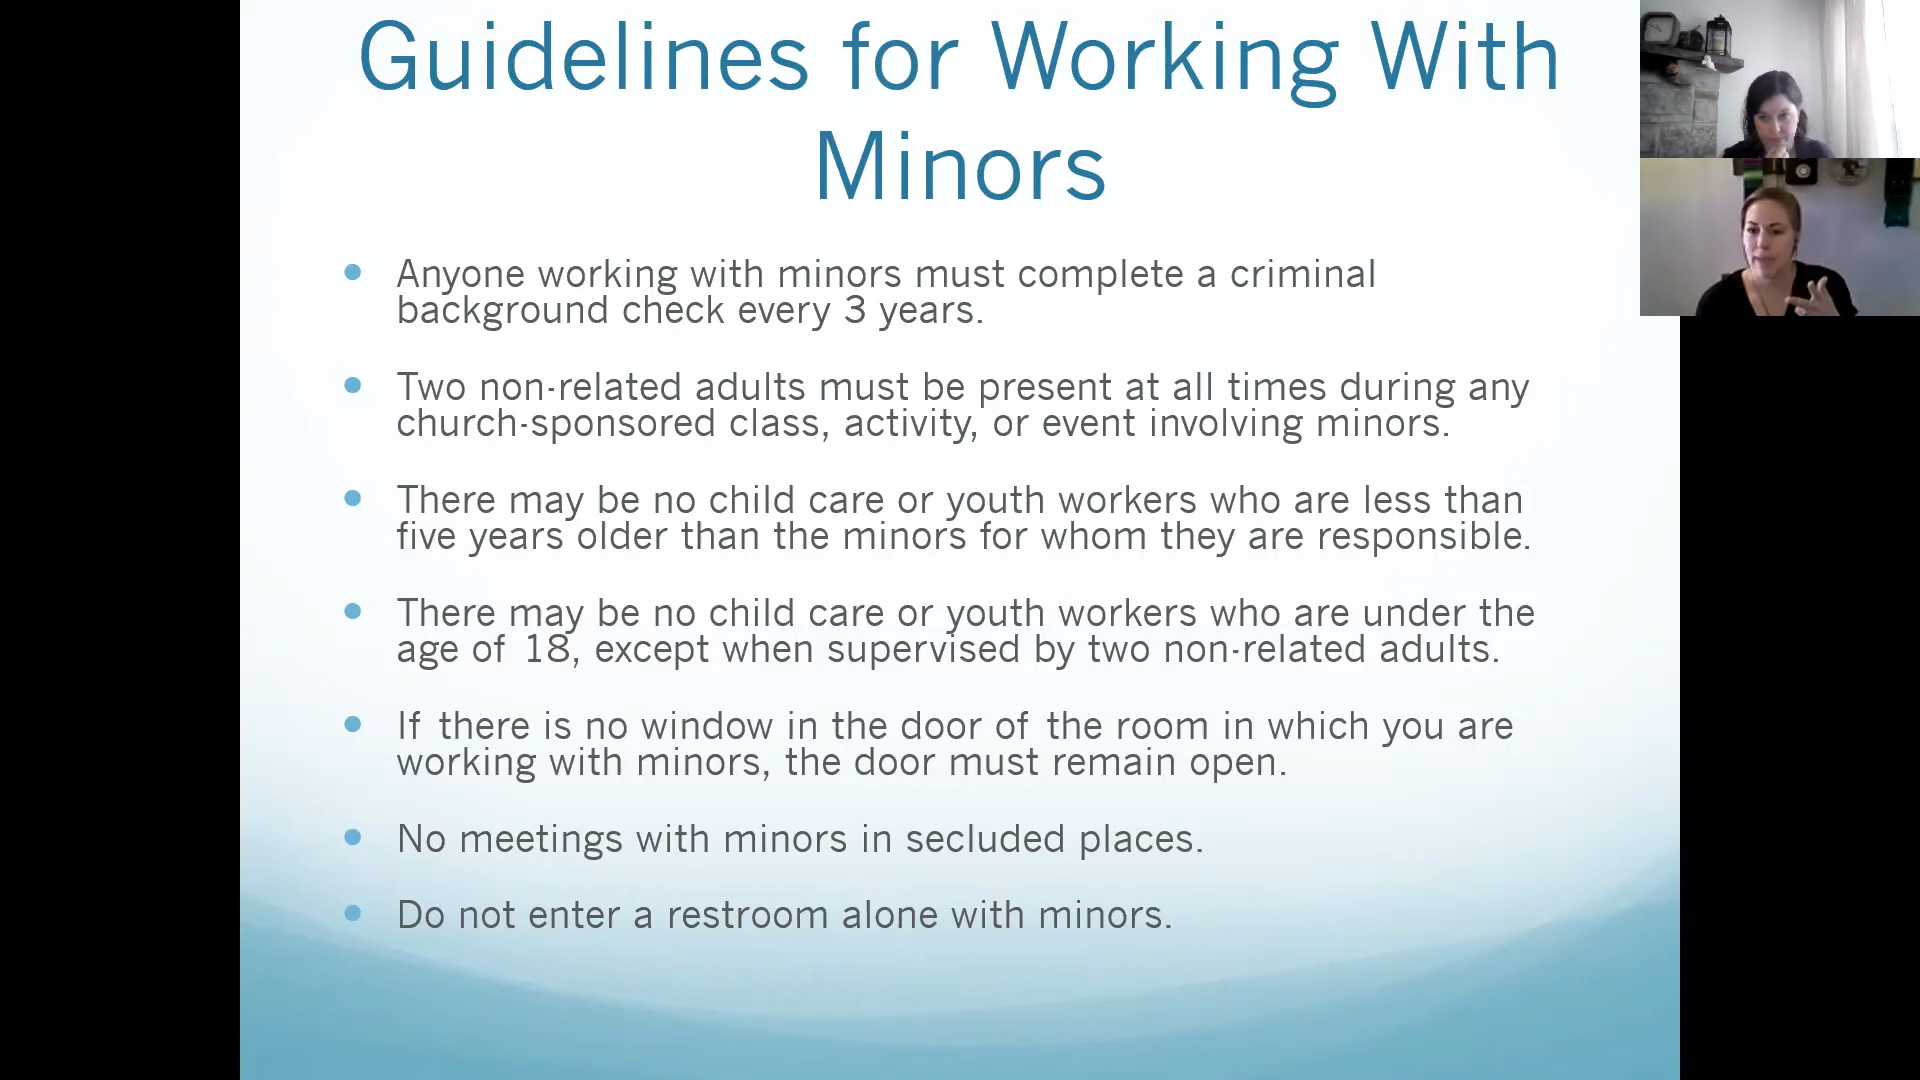 Guidelines for Working With
Minors
Anyone working with minors must complete a criminal
background check every 3 years.
Two non-related adults must be present at all times during any
church-sponsored class, activity, or event involving minors.
There may be no child care or youth workers who are less than
five years older than the minors for whom they are responsible.
There may be no child care or youth workers who are under the
age of 18, except when supervised by two non-related adults.
If there is no window in the door of the room in which you are
working with minors, the door must remain open.
No meetings with minors in secluded places.
Do not enter a restroom alone with minors.